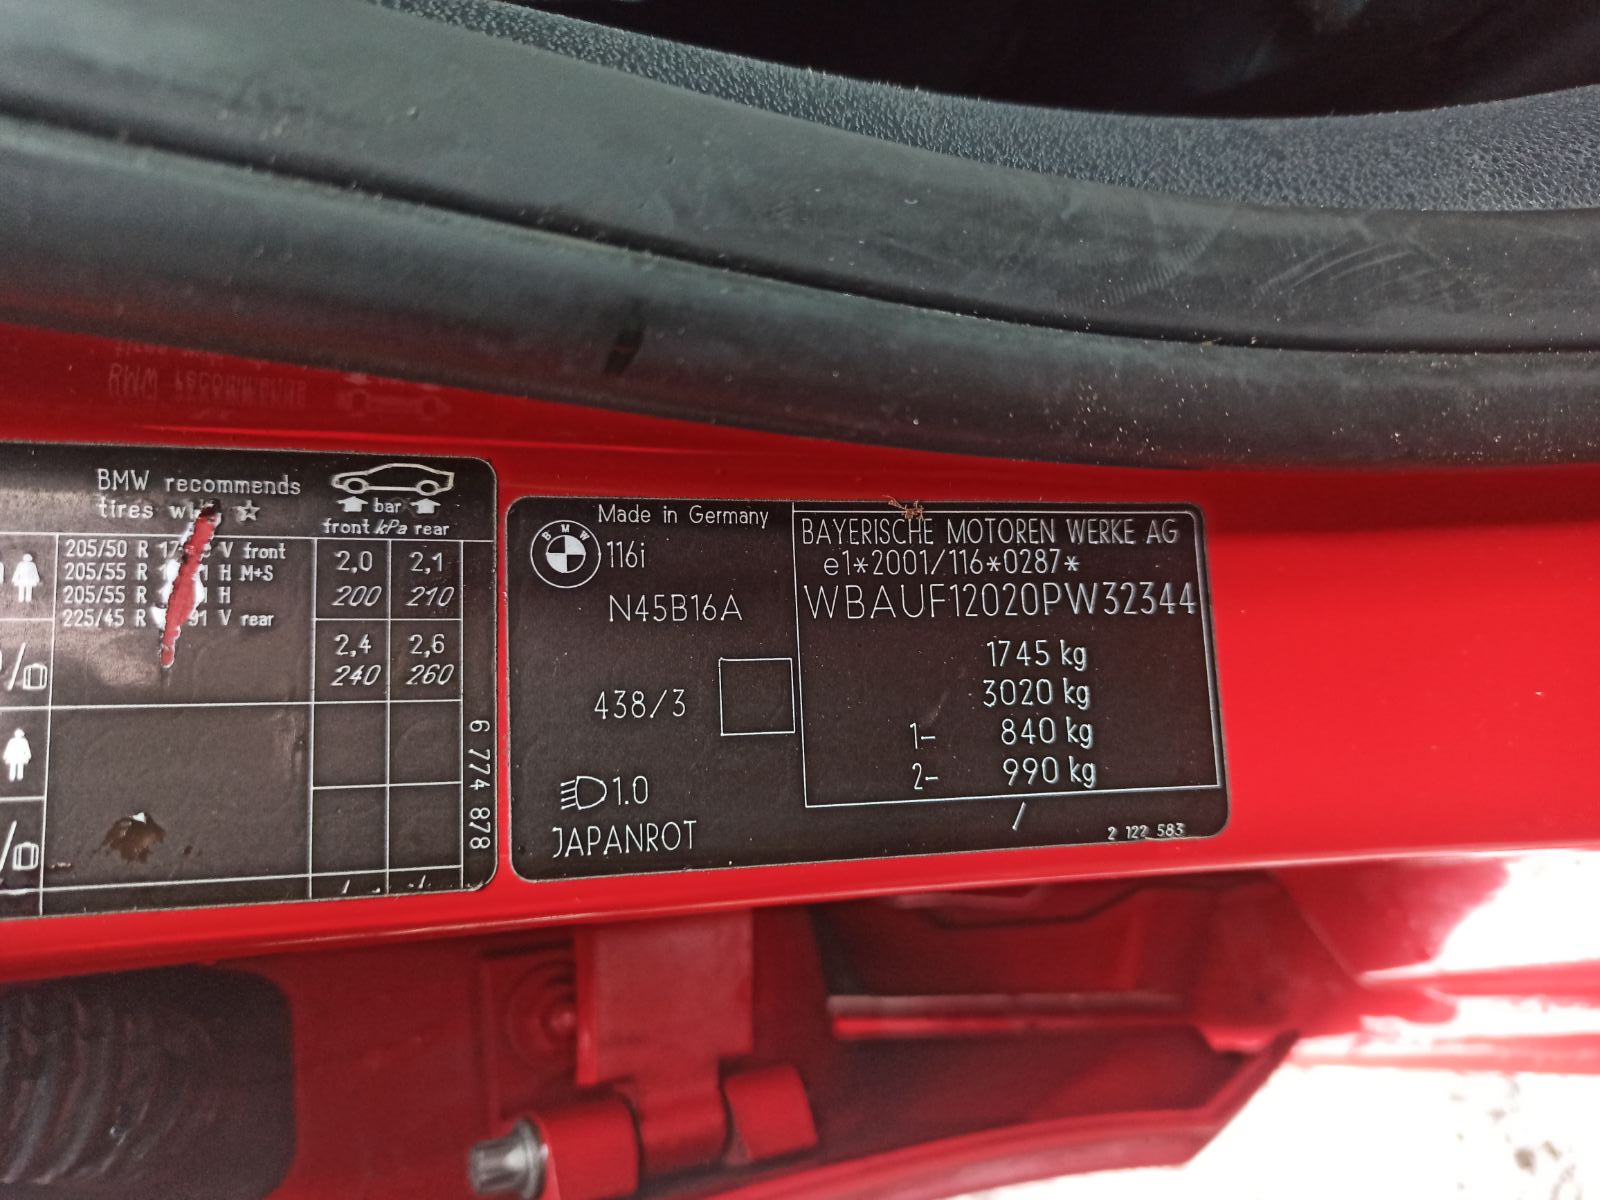 BMW recommends
tires
bar
front kPa rear
205/50 R 17 V front
205/55 R H M+S
205/55 R H
225/45 R 91 V rear
2,0 2,1
200 210
2,4 2,6
240 260
6 774 878
Made in Germany
BMW
116i
N45B16A
438/3
1.0
JAPANROT
BAYERISCHE MOTOREN WERKE AG
e1*2001/116*0287*
WBAUF12020PW32344
1745 kg
3020 kg
1- 840 kg
2- 990 kg
/
2 122 583